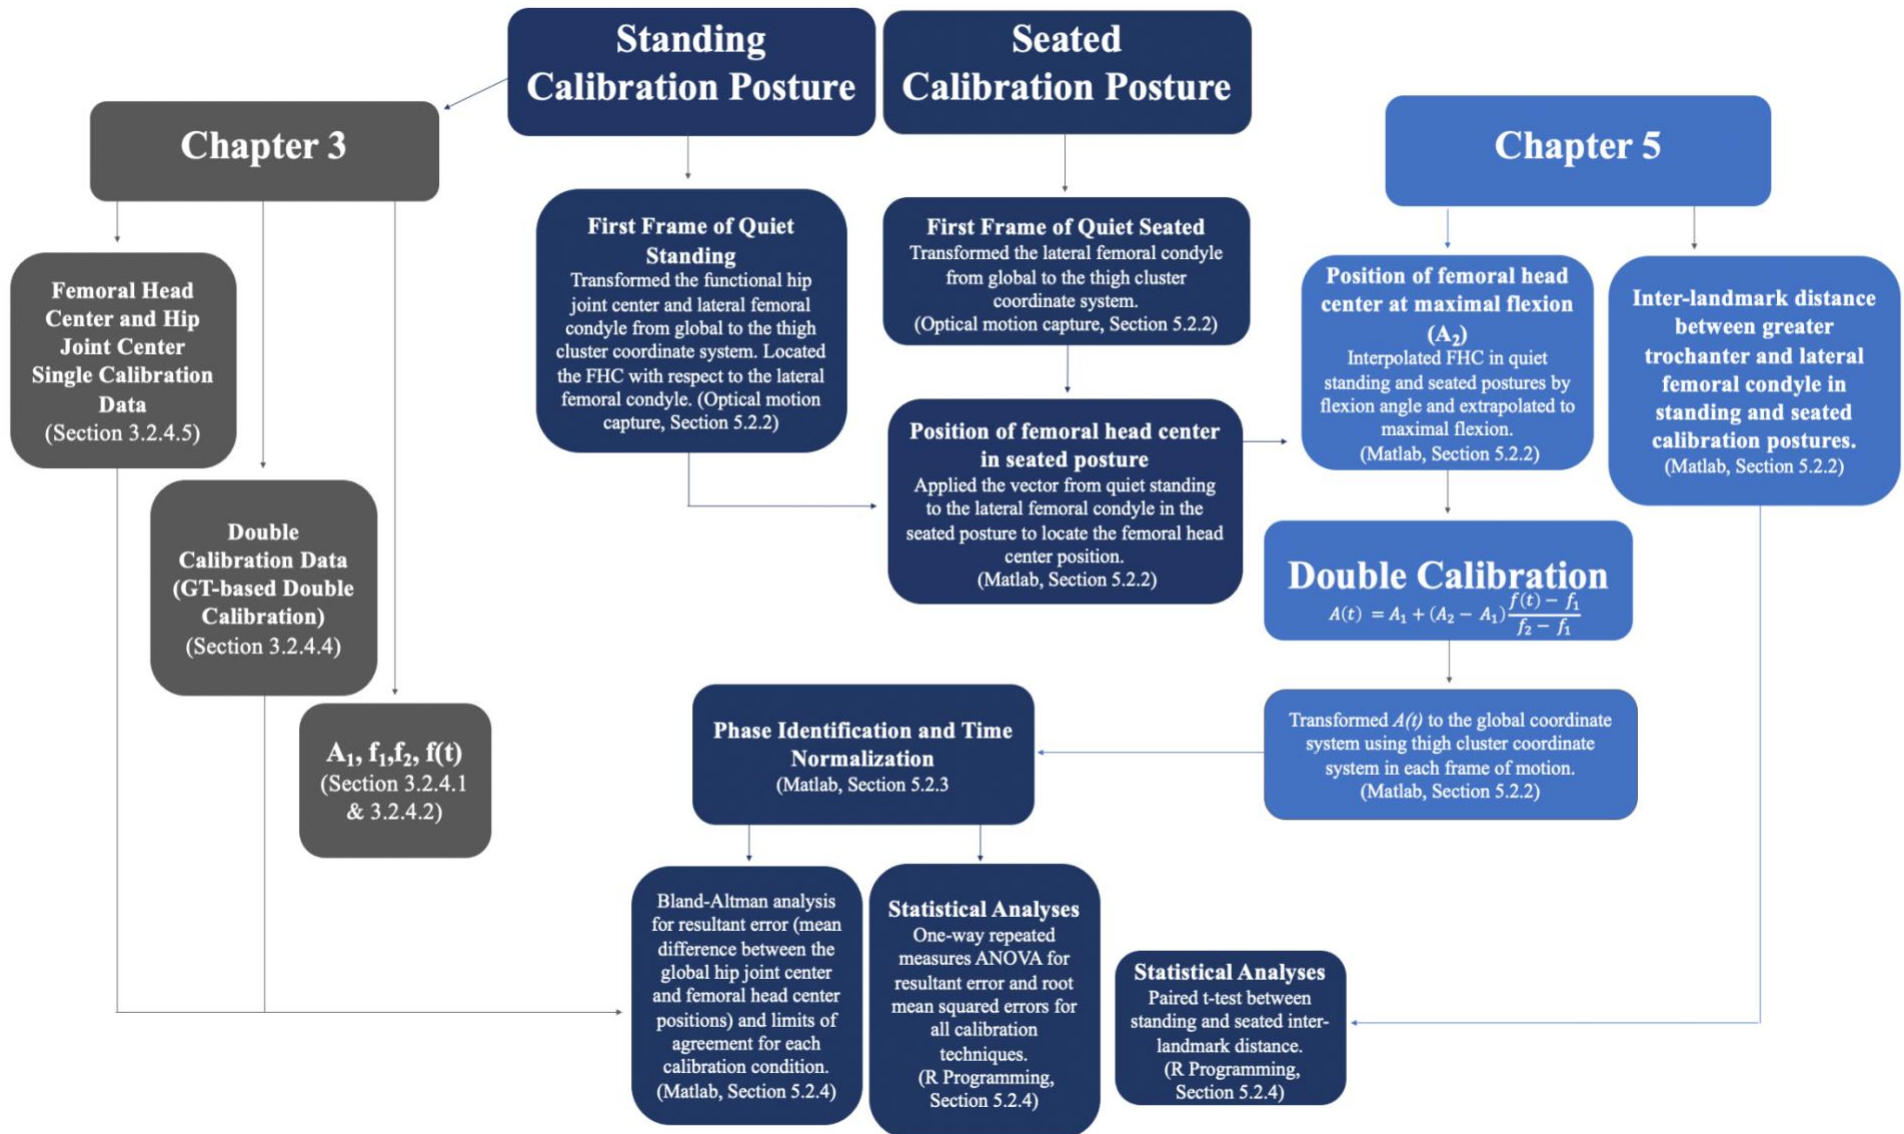 Standing
Calibration Posture
Seated
Calibration Posture
Chapter 3
Chapter 5
First Frame of Quiet
Standing
Transformed the functional hip
joint center and lateral femoral
condyle from global to the thigh
cluster coordinate system. Located
the FHC with respect to the lateral
femoral condyle. (Optical motion
capture, Section 5.2.2)
First Frame of Quiet Seated
Transformed the lateral femoral condyle
from global to the thigh cluster
coordinate system.
(Optical motion capture, Section 5.2.2)
Femoral Head
Center and Hip
Joint Center
Single Calibration
Data
(Section 3.2.4.5)
Position of femoral head
center at maximal flexion
(A₂)
Interpolated FHC in quiet
standing and seated postures by
flexion angle and extrapolated to
maximal flexion.
(Matlab, Section 5.2.2)
Inter-landmark distance
between greater
trochanter and lateral
femoral condyle in
standing and seated
calibration postures.
(Matlab, Section 5.2.2)
Position of femoral head center
in seated posture
Applied the vector from quiet standing
to the lateral femoral condyle in the
seated posture to locate the femoral head
center position.
(Matlab, Section 5.2.2)
Double
Calibration Data
(GT-based Double
Calibration)
(Section 3.2.4.4)
Double Calibration
A(t) = A₁ + (A₂ − A₁) (f(t) − f₁)/(f₂ − f₁)
A₁, f₁,f₂, f(t)
(Section 3.2.4.1
& 3.2.4.2)
Phase Identification and Time
Normalization
(Matlab, Section 5.2.3
Transformed A(t) to the global coordinate
system using thigh cluster coordinate
system in each frame of motion.
(Matlab, Section 5.2.2)
Bland-Altman analysis
for resultant error (mean
difference between the
global hip joint center
and femoral head center
positions) and limits of
agreement for each
calibration condition.
(Matlab, Section 5.2.4)
Statistical Analyses
One-way repeated
measures ANOVA for
resultant error and root
mean squared errors for
all calibration
techniques.
(R Programming,
Section 5.2.4)
Statistical Analyses
Paired t-test between
standing and seated inter-
landmark distance.
(R Programming,
Section 5.2.4)